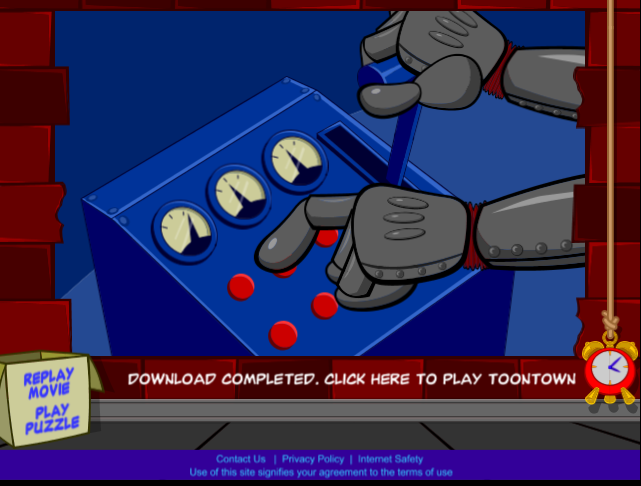 DOWNLOAD COMPLETED. CLICK HERE TO PLAY TOONTOWN
REPLAY
MOVIE
PLAY
PUZZLE
Contact Us | Privacy Policy | Internet Safety
Use of this site signifies your agreement to the terms of use